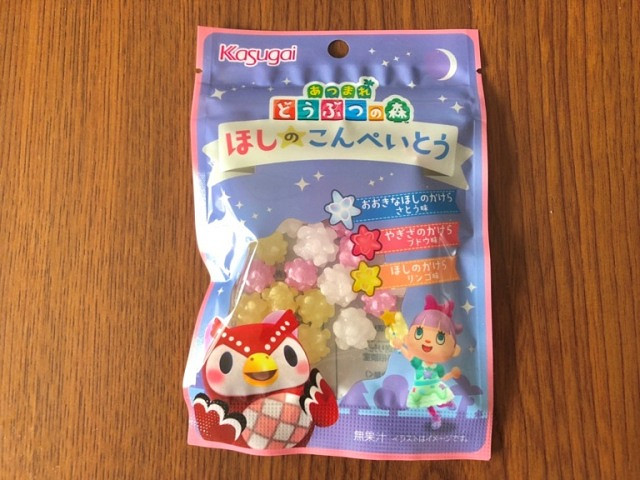 Kasugai
あつまれ
どうぶつの森
ほしのこんぺいとう
おおきなほしのかけら
さとう味
やぎざのかけら
ブドウ味
ほしのかけら
リンゴ味
無果汁 イラストはイメージです。